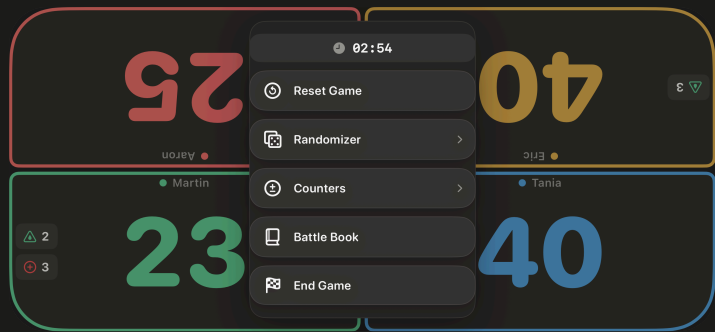 02:54
25
40
3
Aaron
Eric
Reset Game
Randomizer
Counters
Battle Book
End Game
Martin
Tania
23
40
2
3